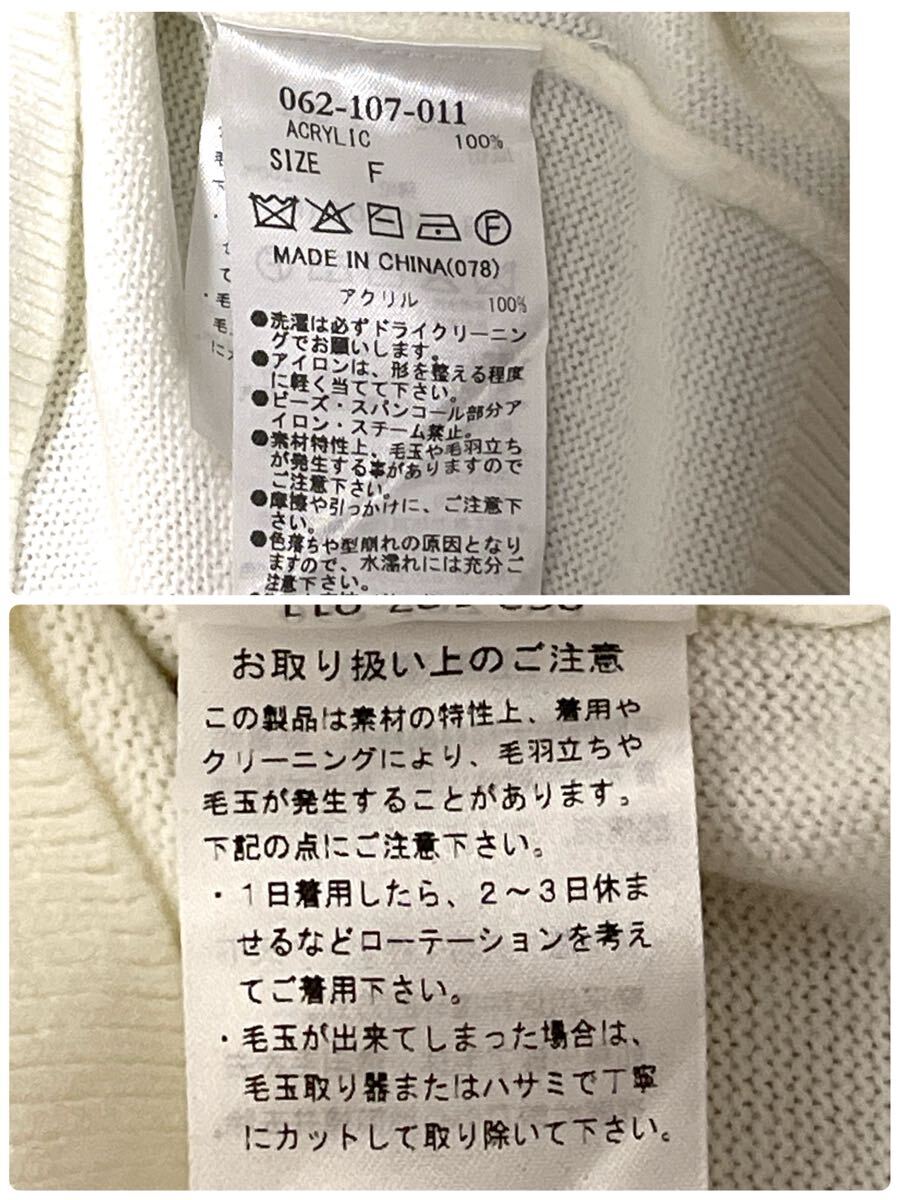 062-107-011
ACRYLIC 100%
SIZE F
F
MADE IN CHINA(078)
アクリル 100%
●洗濯は必ずドライクリーニン
グでお願いします。
●アイロンは、形を整える程度
に軽く当てて下さい。
●ビーズ・スパンコール部分ア
イロン・スチーム禁止。
●素材特性上、毛玉や毛羽立ち
が発生する事がありますので
ご注意下さい。
●摩擦や引っかけに、ご注意下
さい。
●色落ちや型崩れの原因となり
ますので、水濡れには充分ご
注意下さい。
お取り扱い上のご注意
この製品は素材の特性上、着用や
クリーニングにより、毛羽立ちや
毛玉が発生することがあります。
下記の点にご注意下さい。
・1日着用したら、2～3日休ま
せるなどローテーションを考え
てご着用下さい。
・毛玉が出来てしまった場合は、
毛玉取り器またはハサミで丁寧
にカットして取り除いて下さい。